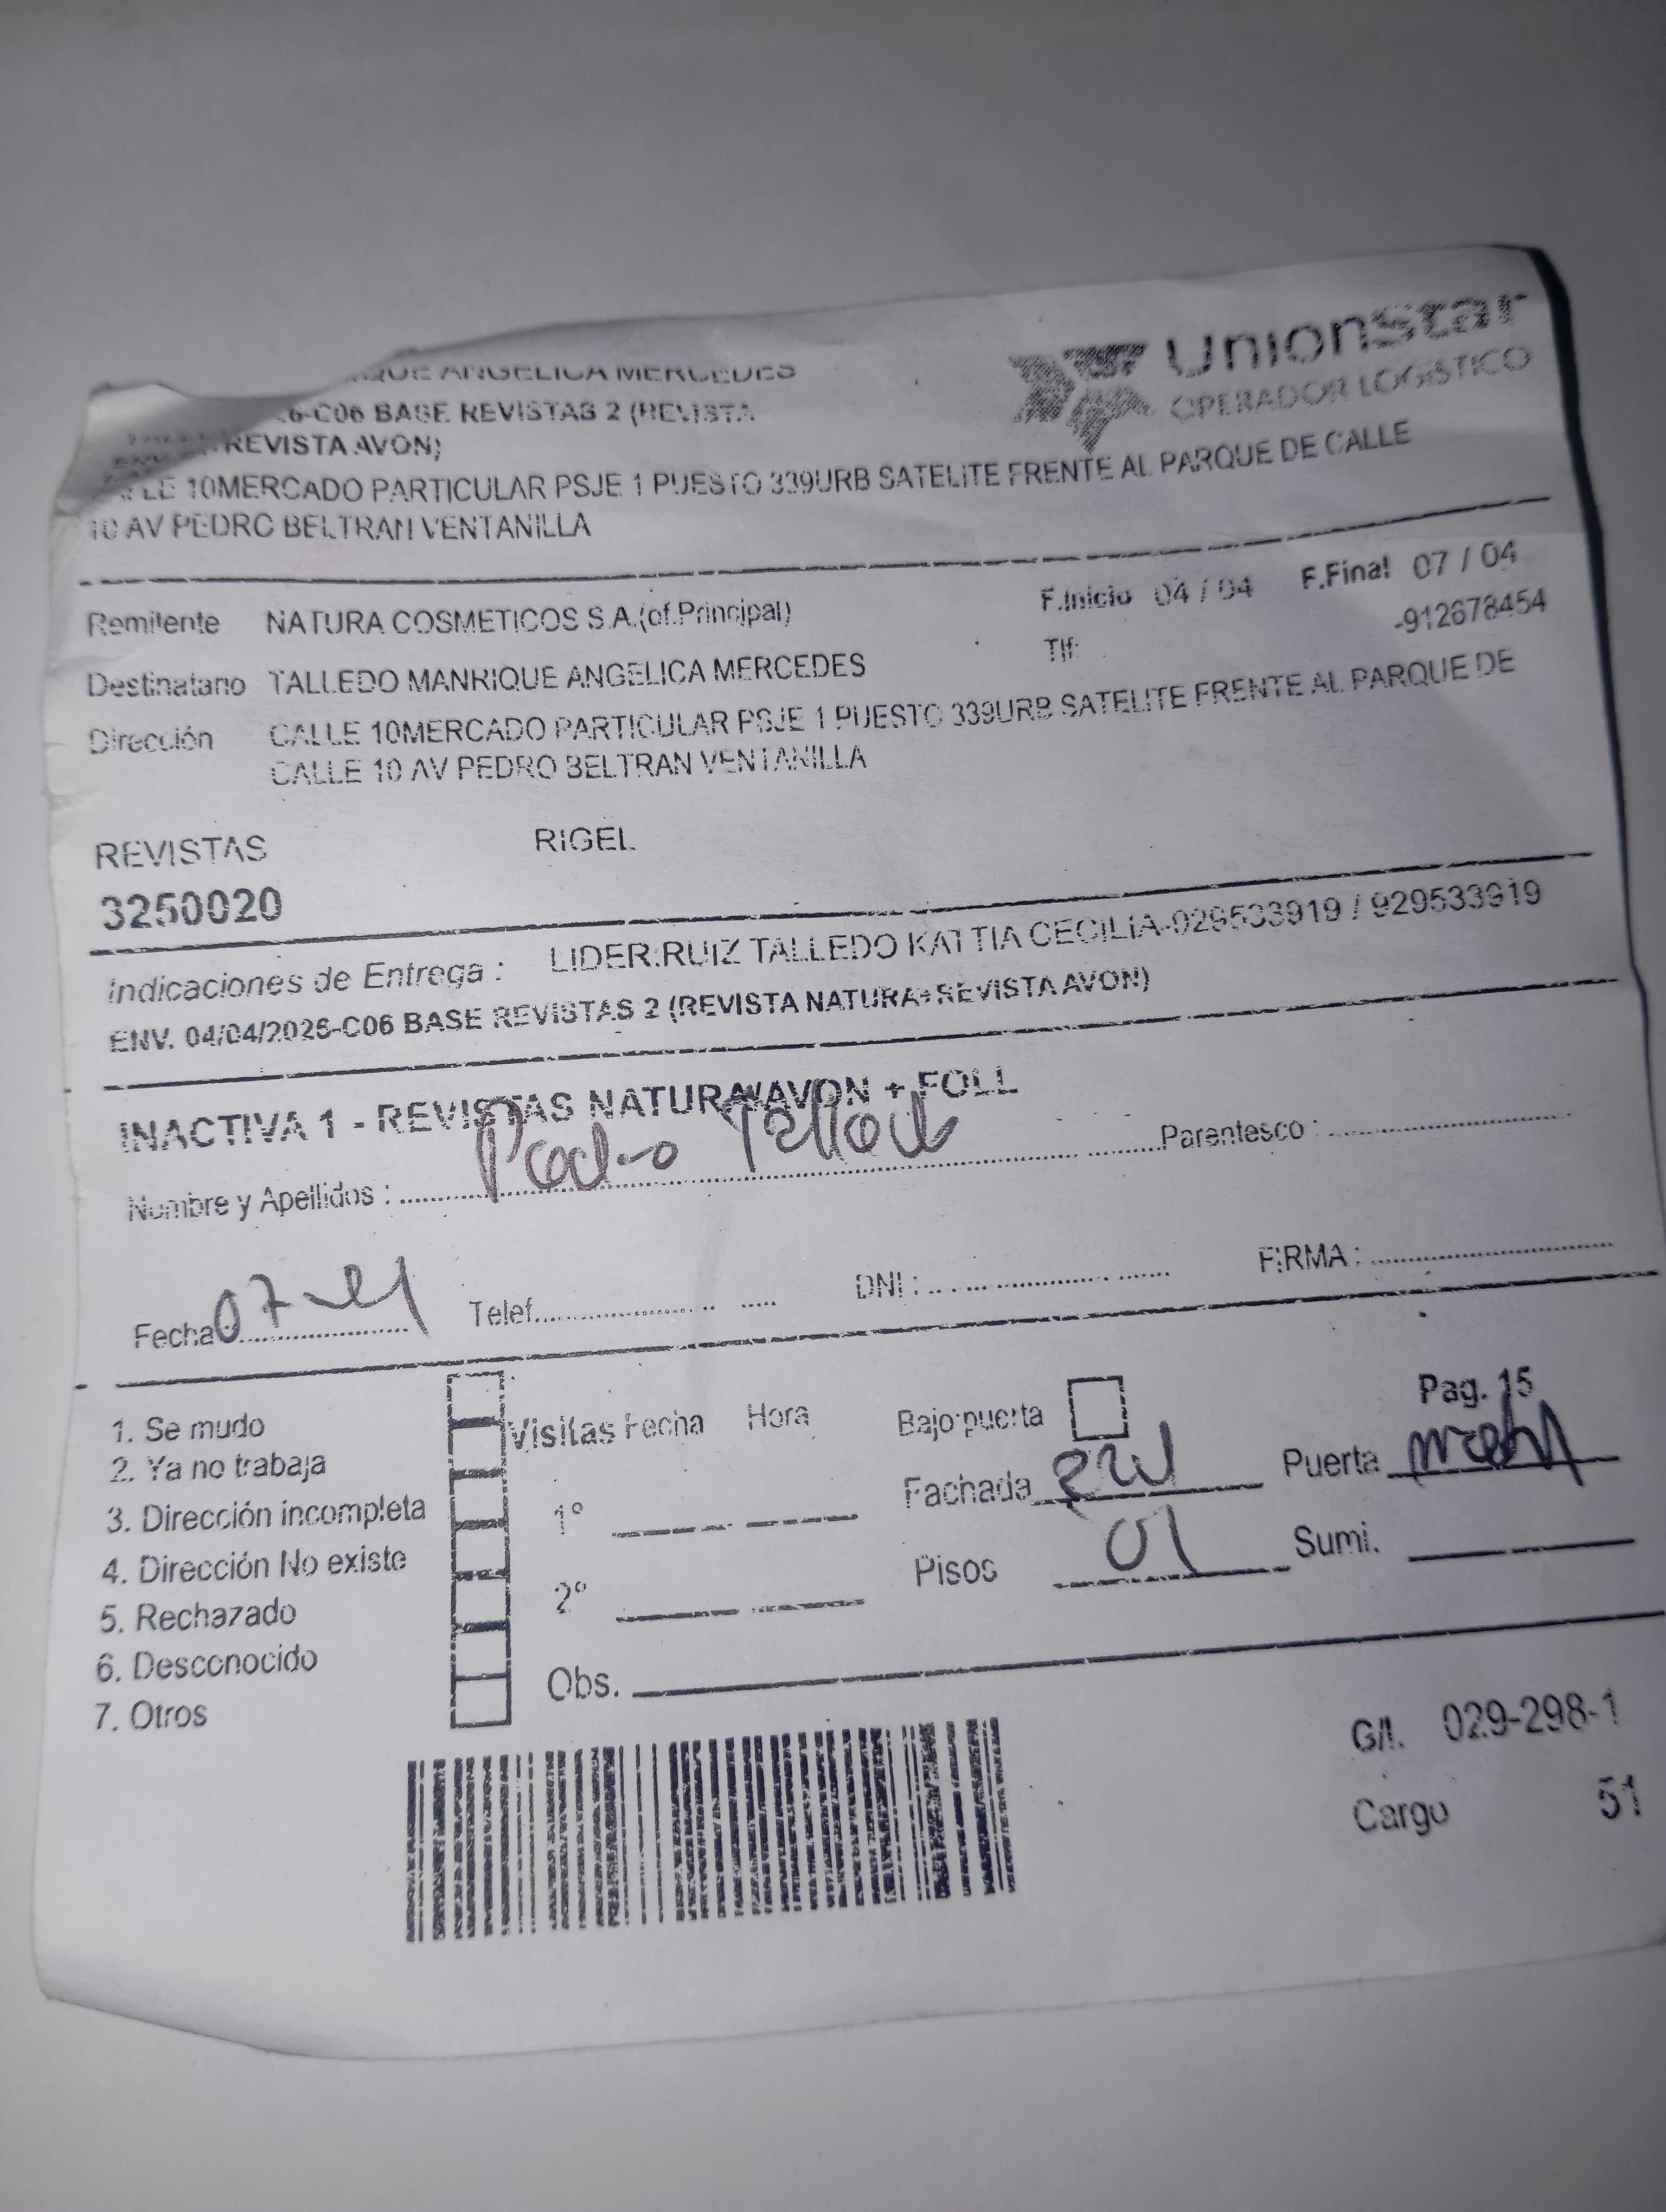 ANGELICA MERCEDES
6-C06 BASE REVISTAS 2 (REVISTA
REVISTA AVON)
10MERCADO PARTICULAR PSJE 1 PUESTO 339URB SATELITE FRENTE AL PARQUE DE CALLE
10 AV PEDRO BELTRAN VENTANILLA
UnionStar
OPERADOR LOGISTICO
Remitente NATURA COSMETICOS S.A.(of.Principal) F.Inicio 04 / 04 F.Final 07 / 04
Destinatario TALLEDO MANRIQUE ANGELICA MERCEDES Tlf: -912678454
Dirección CALLE 10MERCADO PARTICULAR PSJE 1 PUESTO 339URB SATELITE FRENTE AL PARQUE DE
CALLE 10 AV PEDRO BELTRAN VENTANILLA
REVISTAS RIGEL
3250020
Indicaciones de Entrega : LIDER:RUIZ TALLEDO KATTIA CECILIA-929533919 / 929533919
ENV. 04/04/2026-C06 BASE REVISTAS 2 (REVISTA NATURA+REVISTA AVON)
INACTIVA 1 - REVISTAS NATURA/AVON + FOLL
Nombre y Apellidos : Pedro Parentesco :
Fecha 07 Telef. DNI : FIRMA :
1. Se mudo
2. Ya no trabaja
3. Dirección incompleta
4. Dirección No existe
5. Rechazado
6. Desconocido
7. Otros
Visitas Fecha Hora
1°
2°
Obs.
Bajo puerta
Pag. 15
Fachada Puerta
Pisos 01 Sumi.
G/l. 029-298-1
Cargo 51